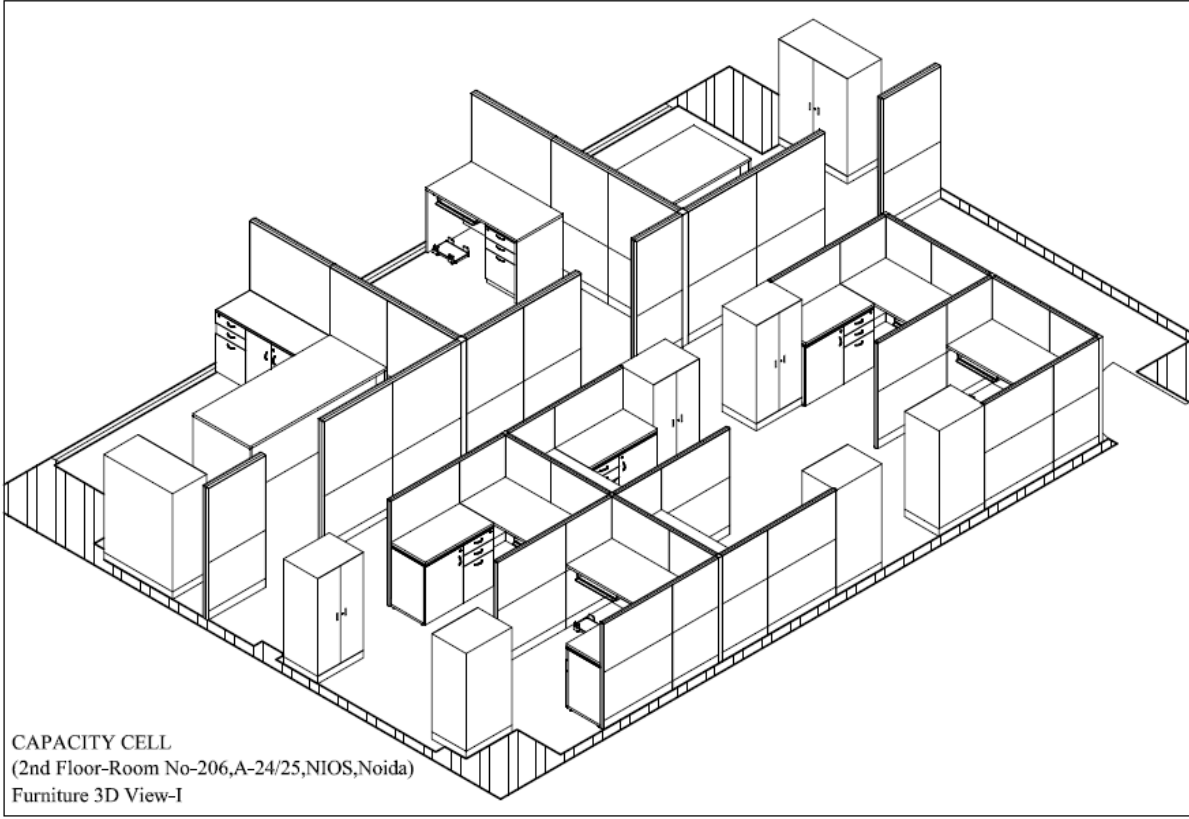 CAPACITY CELL
(2nd Floor-Room No-206,A-24/25,NIOS,Noida)
Furniture 3D View-I